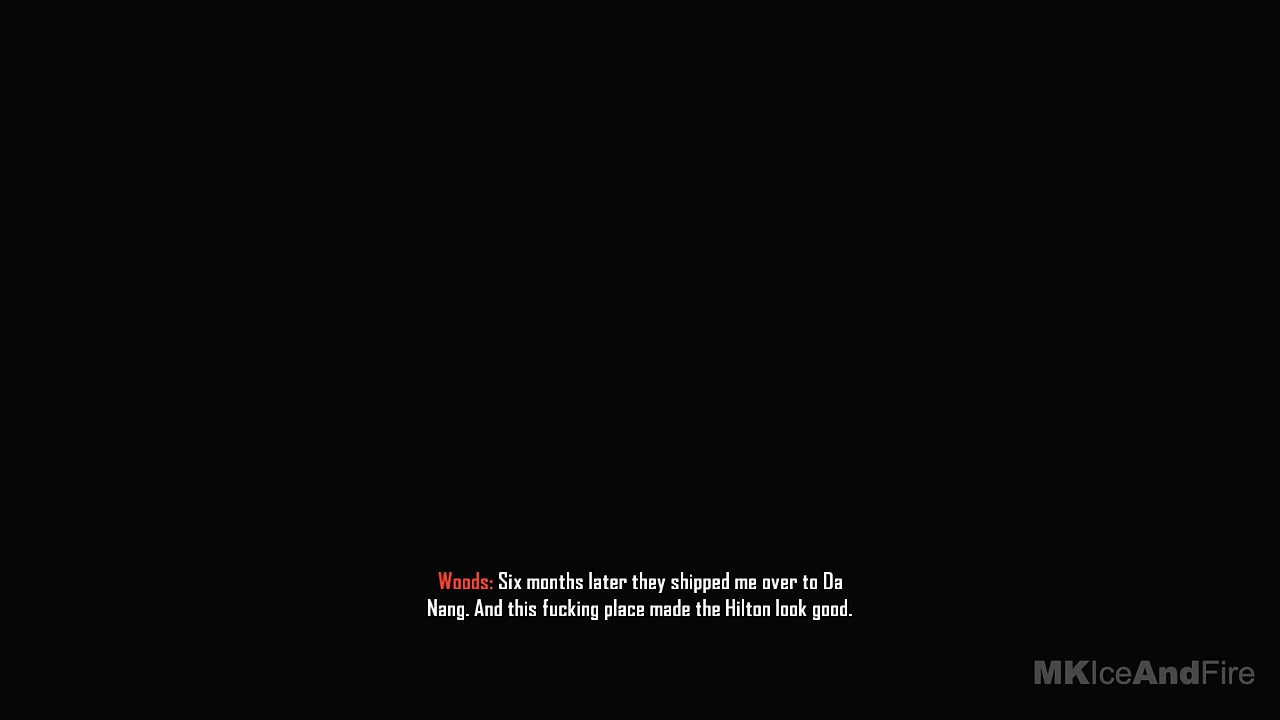 Woods: Six months later they shipped me over to Da
Nang. And this fucking place made the Hilton look good.
MKIceAndFire